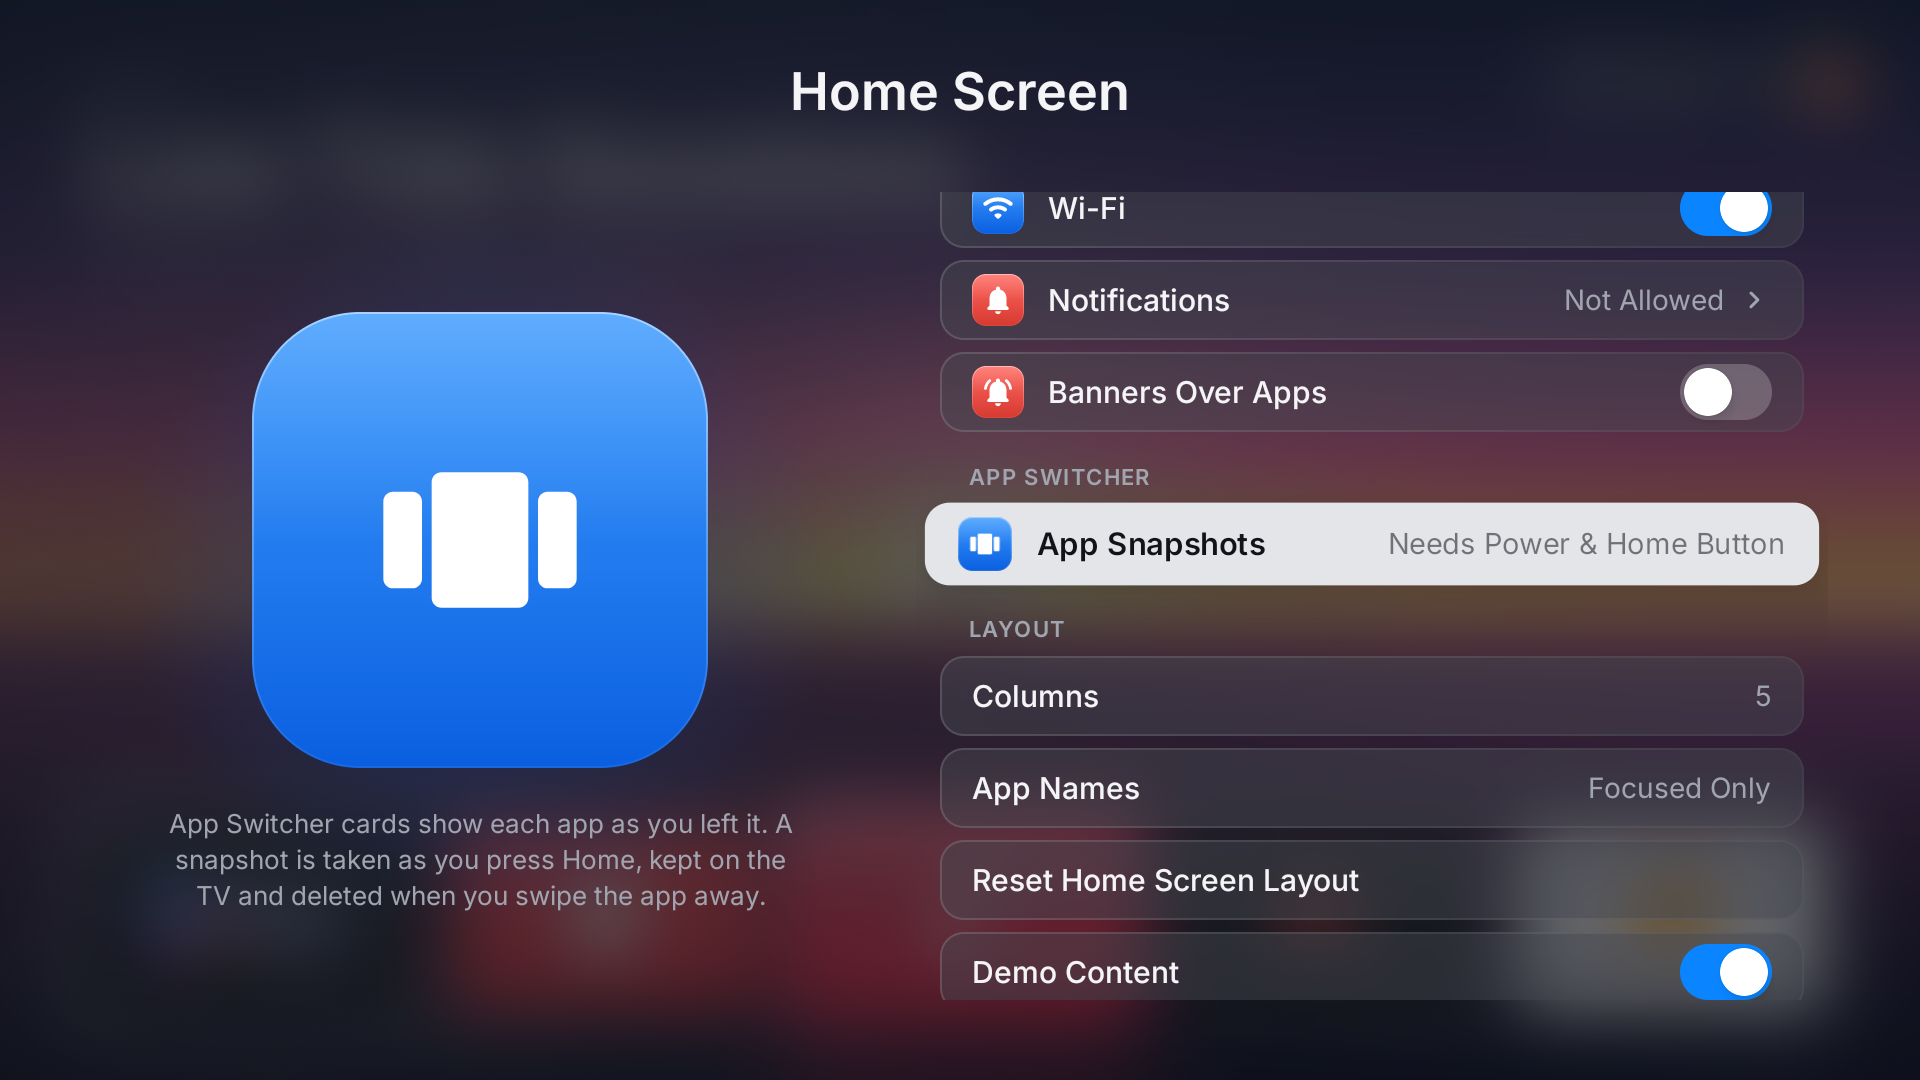 Home Screen
Wi-Fi
Notifications
Not Allowed
Banners Over Apps
APP SWITCHER
App Snapshots
Needs Power & Home Button
LAYOUT
Columns
5
App Names
Focused Only
Reset Home Screen Layout
Demo Content
App Switcher cards show each app as you left it. A
snapshot is taken as you press Home, kept on the
TV and deleted when you swipe the app away.